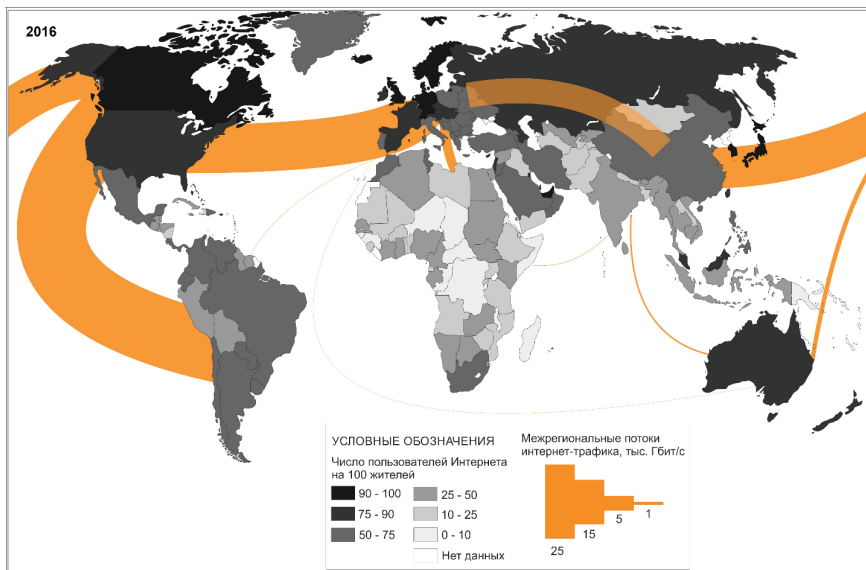 2016
УСЛОВНЫЕ ОБОЗНАЧЕНИЯ
Число пользователей Интернета
на 100 жителей
90 - 100
75 - 90
50 - 75
25 - 50
10 - 25
0 - 10
Нет данных
Межрегиональные потоки
интернет-трафика, тыс. Гбит/с
1
5
15
25